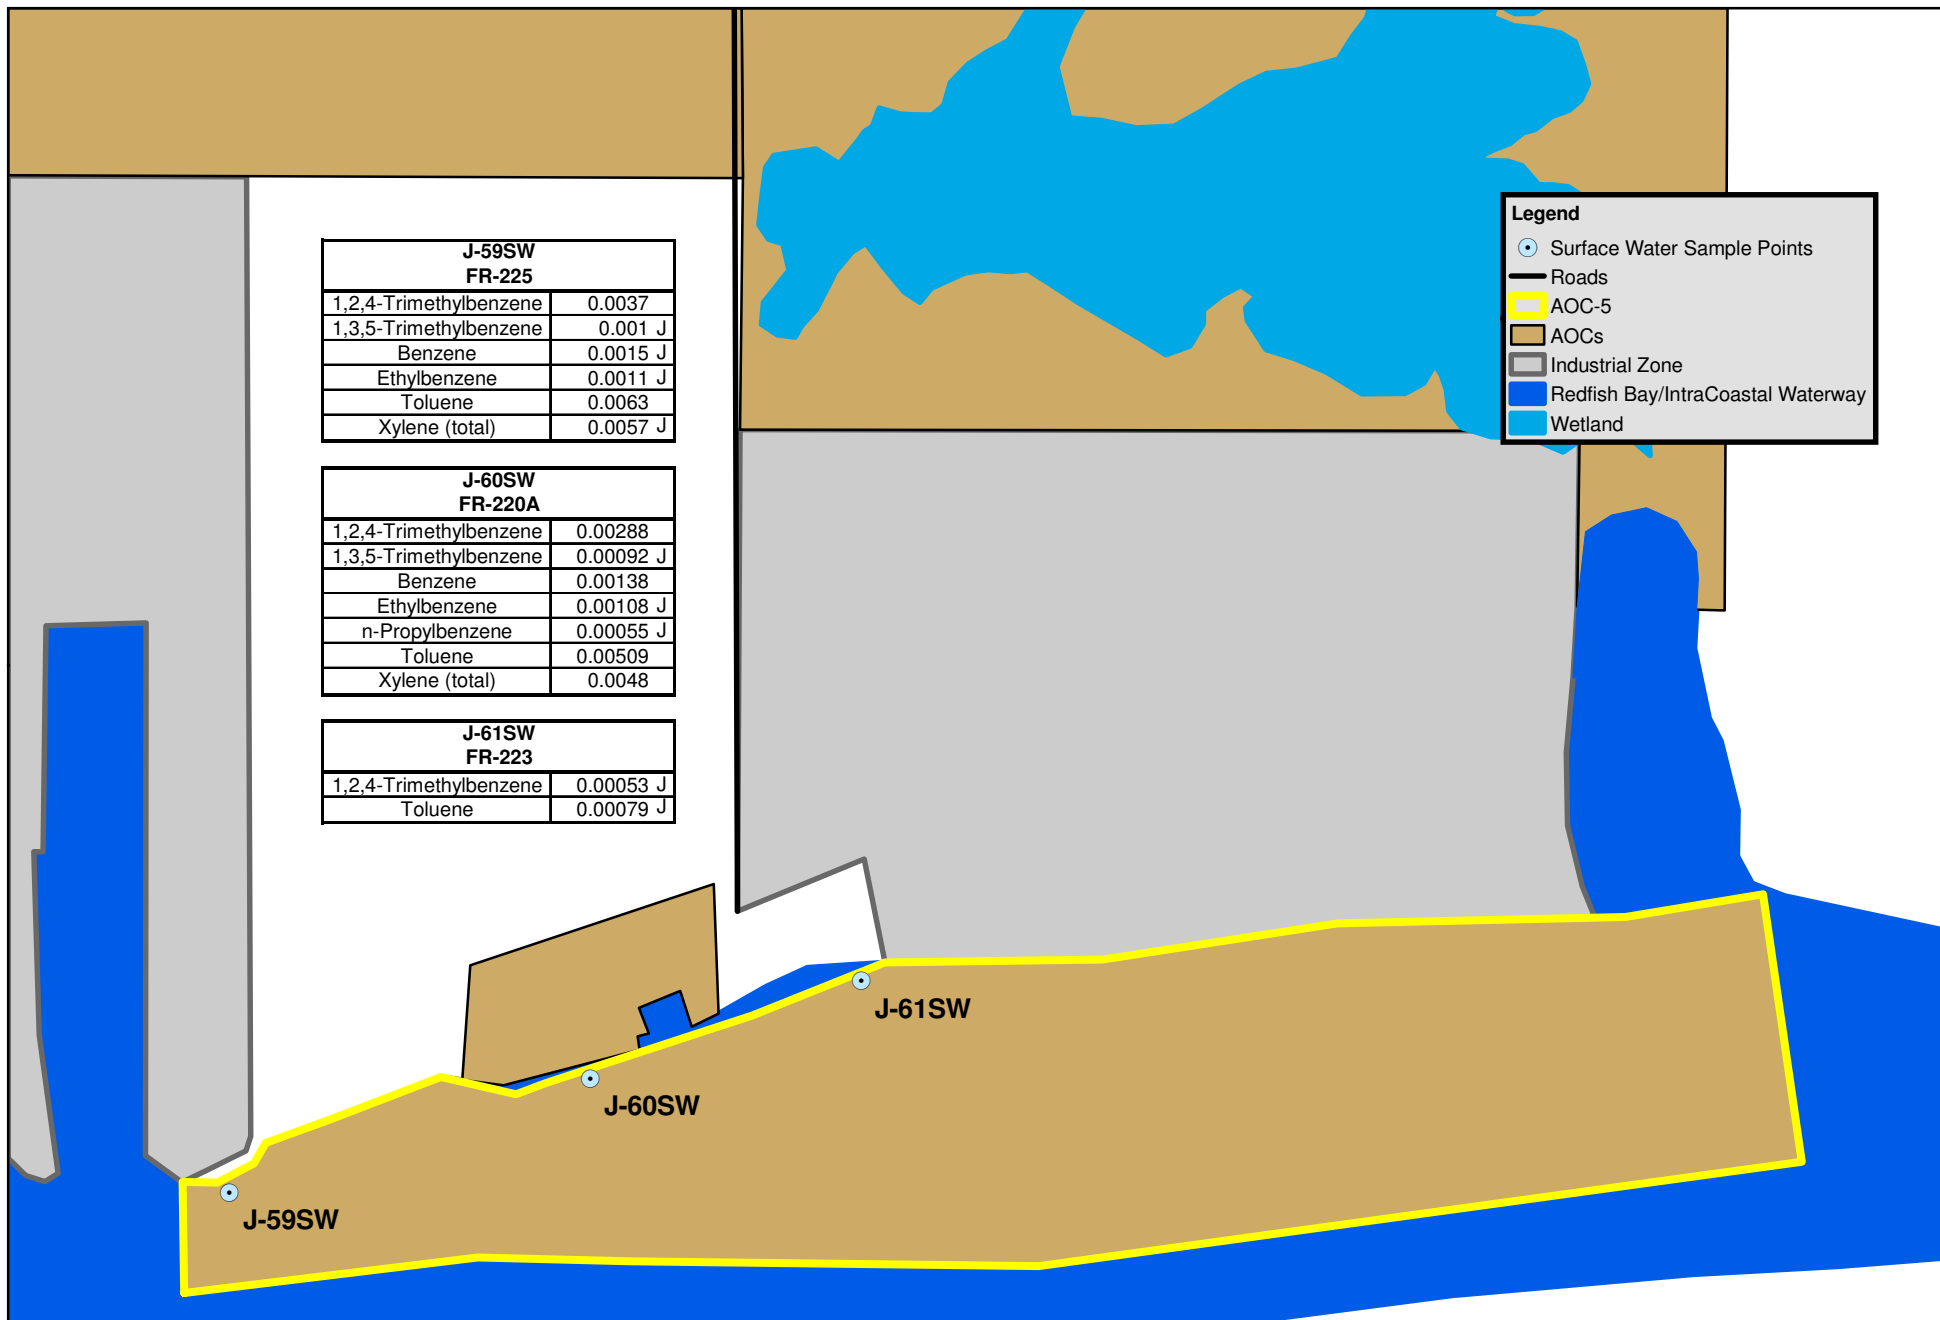 J-59SW
FR-225
1,2,4-Trimethylbenzene 0.0037
1,3,5-Trimethylbenzene 0.001 J
Benzene 0.0015 J
Ethylbenzene 0.0011 J
Toluene 0.0063
Xylene (total) 0.0057 J
J-60SW
FR-220A
1,2,4-Trimethylbenzene 0.00288
1,3,5-Trimethylbenzene 0.00092 J
Benzene 0.00138
Ethylbenzene 0.00108 J
n-Propylbenzene 0.00055 J
Toluene 0.00509
Xylene (total) 0.0048
J-61SW
FR-223
1,2,4-Trimethylbenzene 0.00053 J
Toluene 0.00079 J
Legend
Surface Water Sample Points
Roads
AOC-5
AOCs
Industrial Zone
Redfish Bay/IntraCoastal Waterway
Wetland
J-61SW
J-60SW
J-59SW